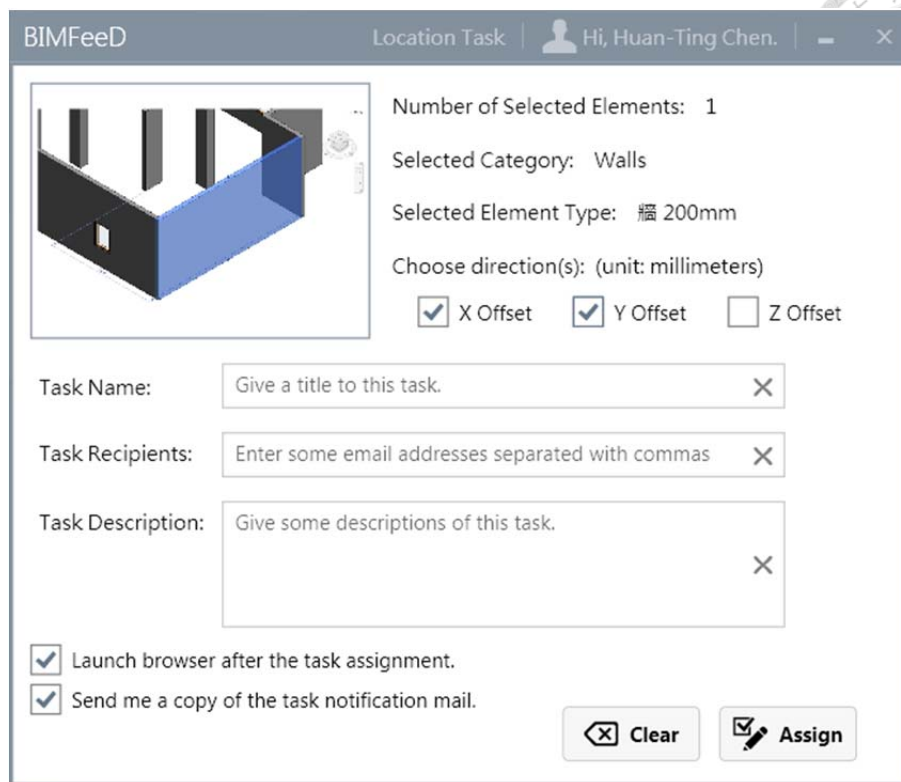 BIMFeeD Location Task Hi, Huan-Ting Chen.
Number of Selected Elements: 1
Selected Category: Walls
Selected Element Type: 牆 200mm
Choose direction(s): (unit: millimeters)
X Offset Y Offset Z Offset
Task Name: Give a title to this task.
Task Recipients: Enter some email addresses separated with commas
Task Description: Give some descriptions of this task.
Launch browser after the task assignment.
Send me a copy of the task notification mail.
Clear Assign